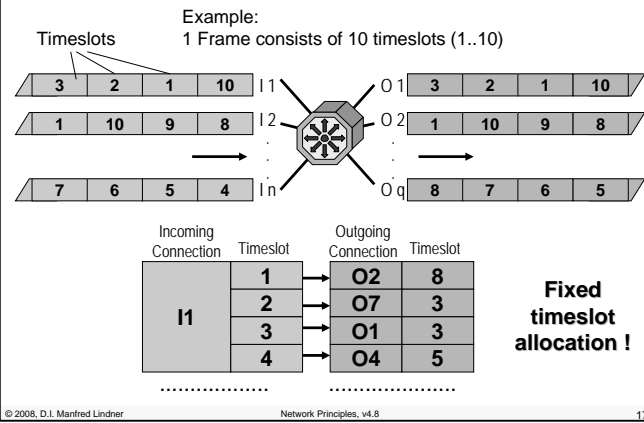 Example:
Timeslots 1 Frame consists of 10 timeslots (1..10)
3 2 1 10 I 1 O 1 3 2 1 10
1 10 9 8 I 2 O 2 1 10 9 8
. .
. .
. .
7 6 5 4 I n O q 8 7 6 5
Incoming Outgoing
Connection Timeslot Connection Timeslot
I1
1 O2 8
2 O7 3
3 O1 3
4 O4 5
Fixed
timeslot
allocation !
.................. .....................
© 2008, D.I. Manfred Lindner Network Principles, v4.8 17